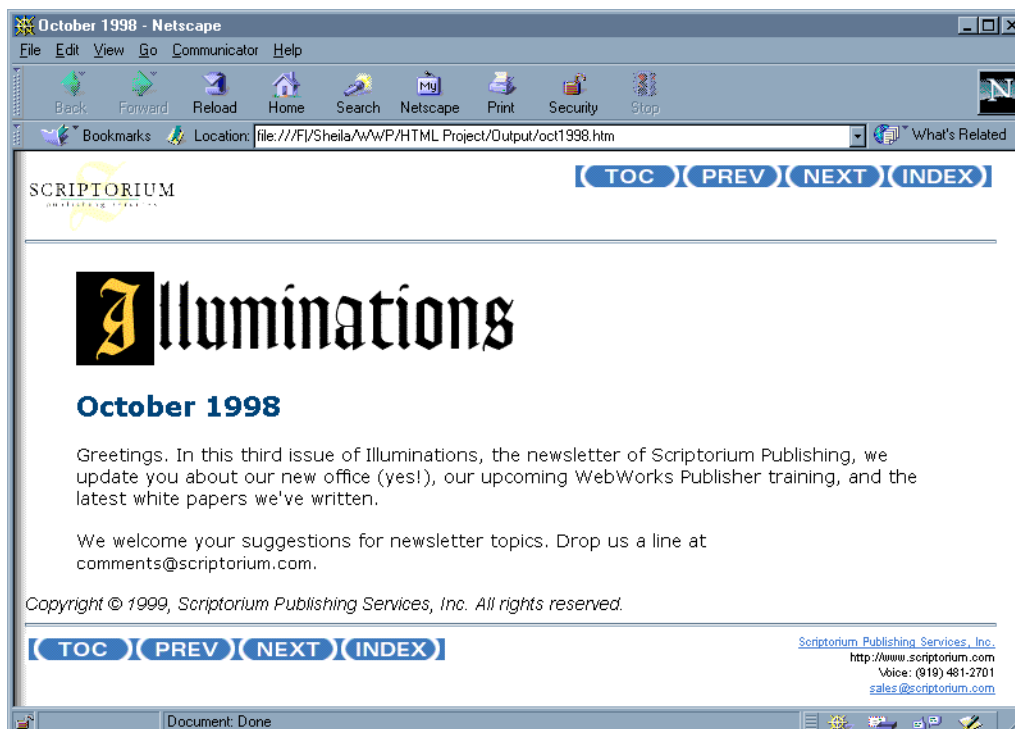 October 1998 - Netscape
File Edit View Go Communicator Help
My
N
Back Forward Reload Home Search Netscape Print Security Stop
Bookmarks Location: file:///F|/Sheila/WWP/HTML Project/Output/oct1998.htm What's Related
SCRIPTORIUM
TOC PREV NEXT INDEX
Illuminations
October 1998
Greetings. In this third issue of Illuminations, the newsletter of Scriptorium Publishing, we
update you about our new office (yes!), our upcoming WebWorks Publisher training, and the
latest white papers we've written.
We welcome your suggestions for newsletter topics. Drop us a line at
comments@scriptorium.com.
Copyright © 1999, Scriptorium Publishing Services, Inc. All rights reserved.
TOC PREV NEXT INDEX
Scriptorium Publishing Services, Inc.
http://www.scriptorium.com
Voice: (919) 481-2701
sales@scriptorium.com
Document: Done